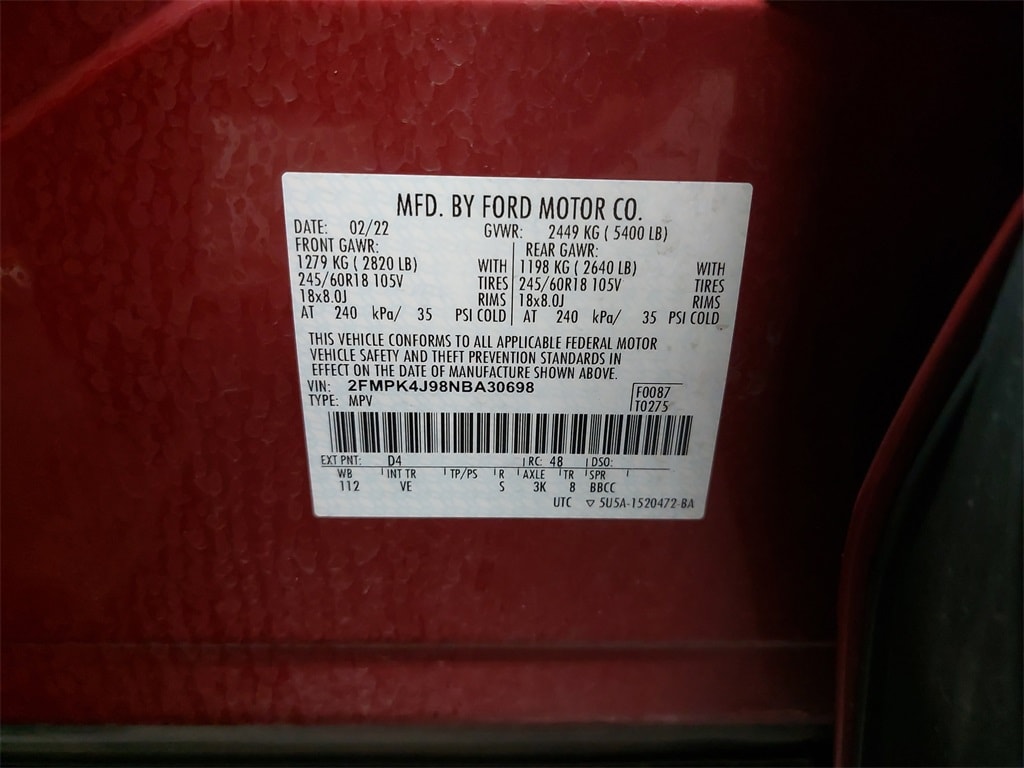 MFD. BY FORD MOTOR CO.
DATE: 02/22 GVWR: 2449 KG ( 5400 LB)
FRONT GAWR: REAR GAWR:
1279 KG ( 2820 LB) WITH 1198 KG ( 2640 LB) WITH
245/60R18 105V TIRES 245/60R18 105V TIRES
18x8.0J RIMS 18x8.0J RIMS
AT 240 kPa/ 35 PSI COLD AT 240 kPa/ 35 PSI COLD
THIS VEHICLE CONFORMS TO ALL APPLICABLE FEDERAL MOTOR
VEHICLE SAFETY AND THEFT PREVENTION STANDARDS IN
EFFECT ON THE DATE OF MANUFACTURE SHOWN ABOVE.
VIN: 2FMPK4J98NBA30698 F0087
TYPE: MPV T0275
EXT PNT: D4 RC: 48 DSO:
WB INT TR TP/PS R AXLE TR SPR
112 VE S 3K 8 BBCC
UTC ▽ 5U5A-1520472-BA